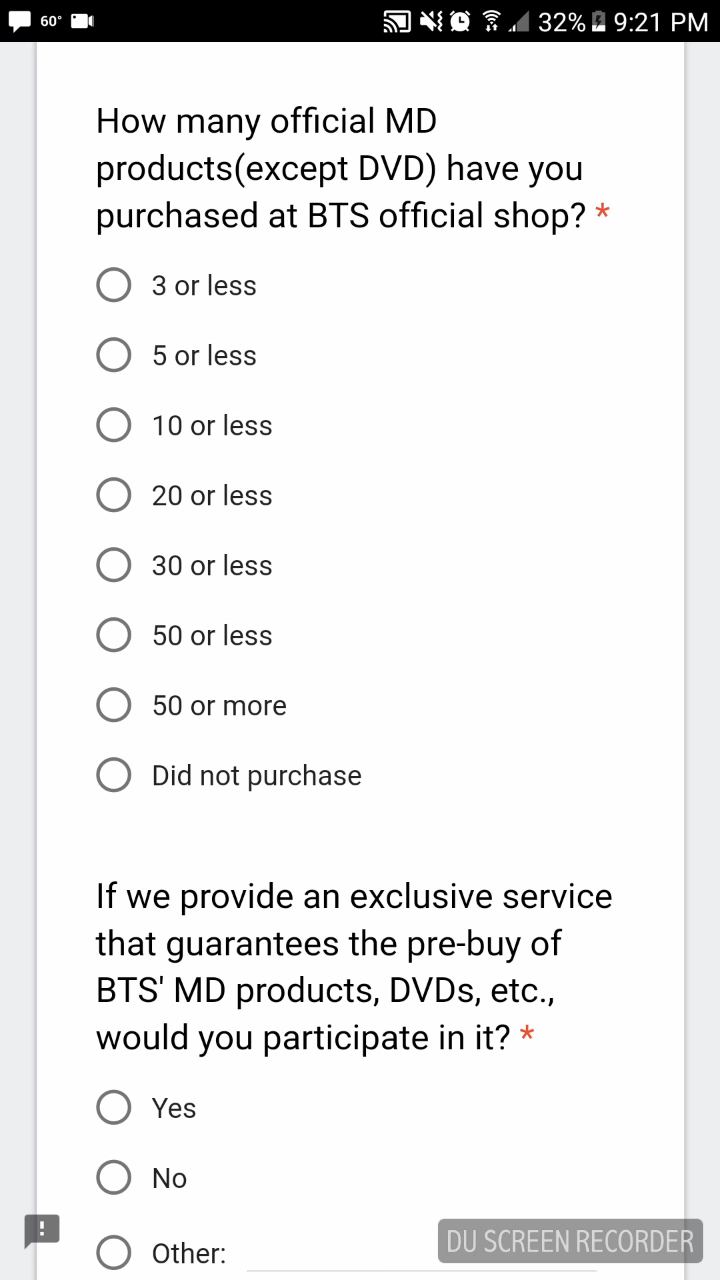 60° 32% 9:21 PM
How many official MD
products(except DVD) have you
purchased at BTS official shop? *
3 or less
5 or less
10 or less
20 or less
30 or less
50 or less
50 or more
Did not purchase
If we provide an exclusive service
that guarantees the pre-buy of
BTS' MD products, DVDs, etc.,
would you participate in it? *
Yes
No
Other:
DU SCREEN RECORDER